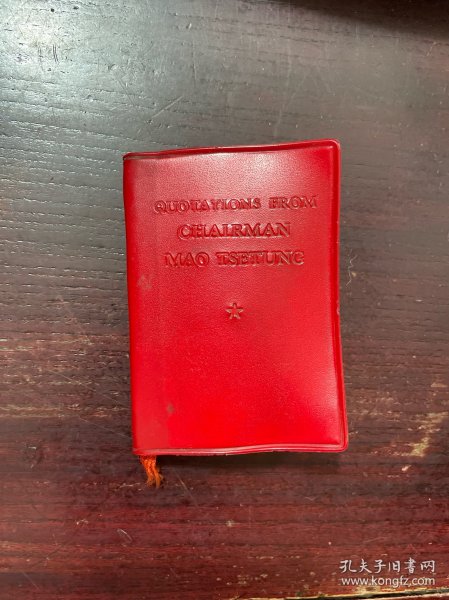 QUOTATIONS FROM
CHAIRMAN
MAO TSETUNG
孔夫子旧书网
www.kongfz.com